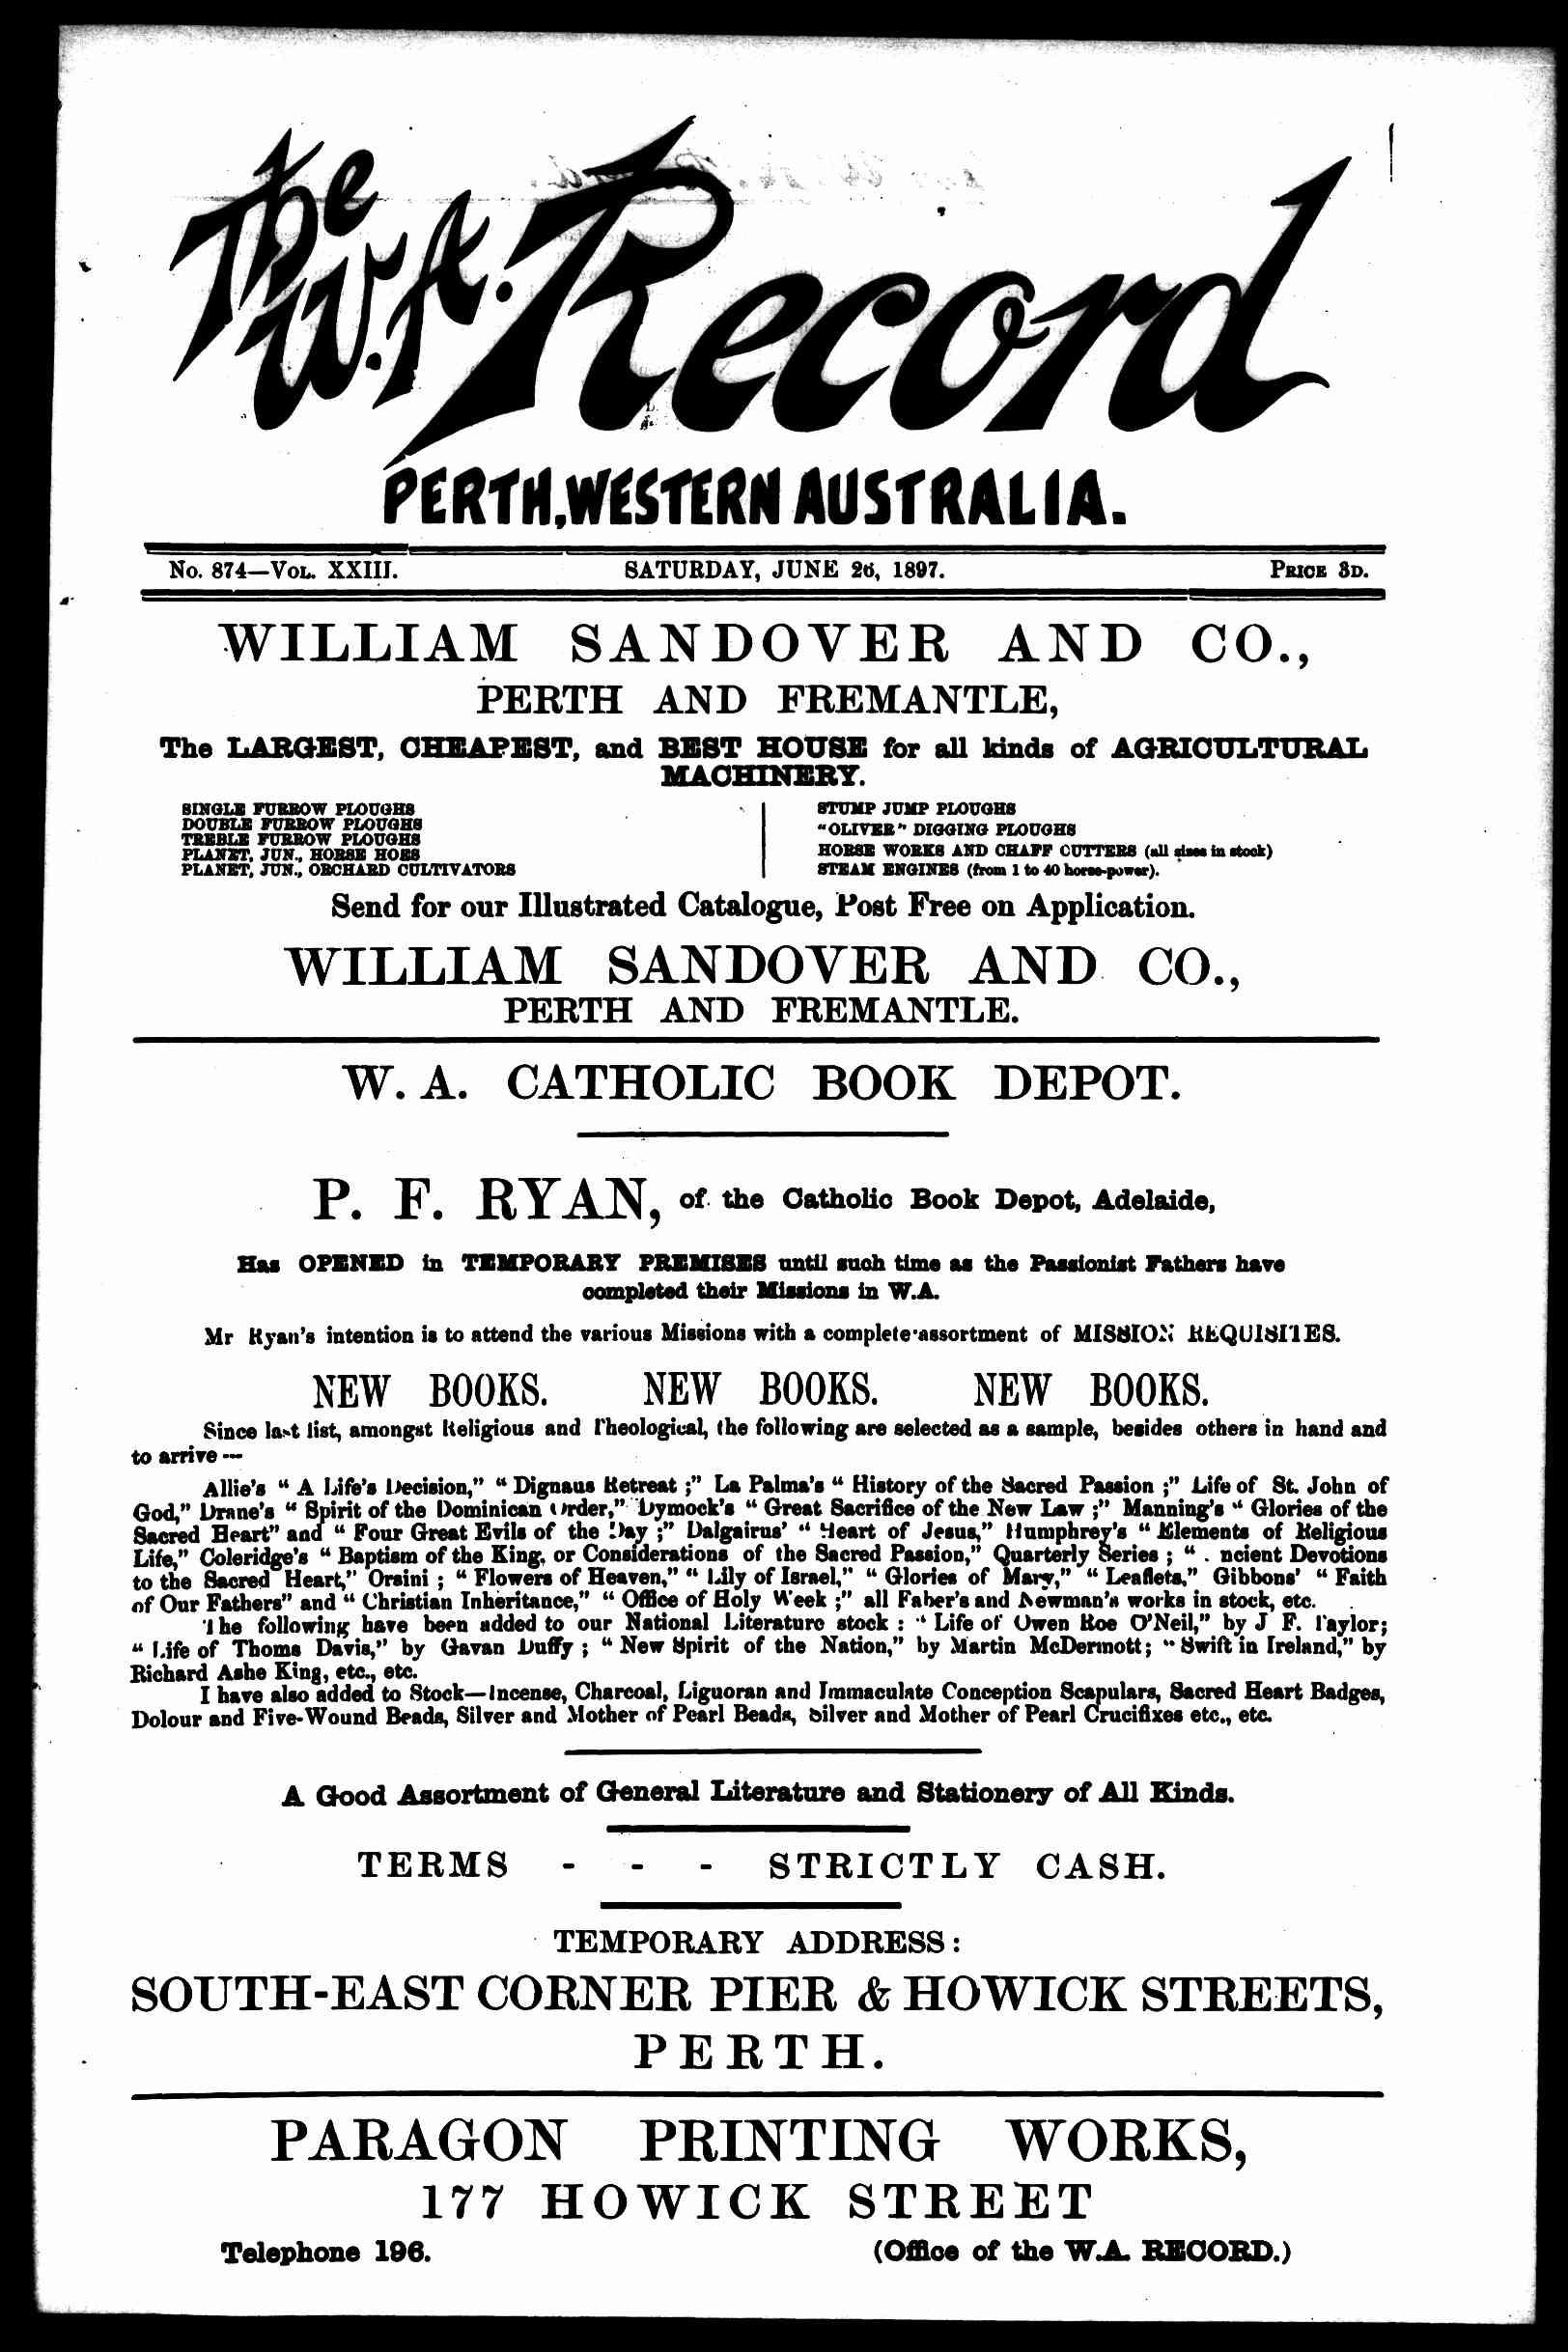 The
W.A. Record
PERTH, WESTERN AUSTRALIA.
No. 874—Vol. XXIII. SATURDAY, JUNE 26, 1897. Price 3d.
WILLIAM SANDOVER AND CO.,
PERTH AND FREMANTLE,
The LARGEST, CHEAPEST, and BEST HOUSE for all kinds of AGRICULTURAL
MACHINERY.
SINGLE FURROW PLOUGHS
DOUBLE FURROW PLOUGHS
TREBLE FURROW PLOUGHS
PLANET, JUN., HORSE HOES
PLANET, JUN., ORCHARD CULTIVATORS
STUMP JUMP PLOUGHS
"OLIVER" DIGGING PLOUGHS
HORSE WORKS AND CHAFF CUTTERS (all sizes in stock)
STEAM ENGINES (from 1 to 40 horse-power).
Send for our Illustrated Catalogue, Post Free on Application.
WILLIAM SANDOVER AND CO.,
PERTH AND FREMANTLE.
W. A. CATHOLIC BOOK DEPOT.
P. F. RYAN, of the Catholic Book Depot, Adelaide,
Has OPENED in TEMPORARY PREMISES until such time as the Passionist Fathers have
completed their Missions in W.A.
Mr Ryan's intention is to attend the various Missions with a complete assortment of MISSION REQUISITES.
NEW BOOKS. NEW BOOKS. NEW BOOKS.
Since last list, amongst Religious and Theological, the following are selected as a sample, besides others in hand and
to arrive—
Allie's "A Life's Decision," "Dignaus Retreat ;" La Palma's "History of the Sacred Passion ;" Life of St. John of
God," Drane's "Spirit of the Dominican Order," Dymock's "Great Sacrifice of the New Law ;" Manning's "Glories of the
Sacred Heart" and "Four Great Evils of the Day ;" Dalgairus' "Heart of Jesus," Humphrey's "Elements of Religious
Life," Coleridge's "Baptism of the King, or Considerations of the Sacred Passion," Quarterly Series ; " . ncient Devotions
to the Sacred Heart," Orsini ; "Flowers of Heaven," "Lily of Israel," "Glories of Mary," "Leaflets," Gibbons' "Faith
of Our Fathers" and "Christian Inheritance," "Office of Holy Week ;" all Faber's and Newman's works in stock, etc.
The following have been added to our National Literature stock : "Life of Owen Roe O'Neil," by J F. Taylor;
"Life of Thoms Davis," by Gavan Duffy ; "New Spirit of the Nation," by Martin McDermott; "Swift in Ireland," by
Richard Ashe King, etc., etc.
I have also added to Stock—Incense, Charcoal, Liguoran and Immaculate Conception Scapulars, Sacred Heart Badges,
Dolour and Five-Wound Beads, Silver and Mother of Pearl Beads, Silver and Mother of Pearl Crucifixes etc., etc.
A Good Assortment of General Literature and Stationery of All Kinds.
TERMS - - - STRICTLY CASH.
TEMPORARY ADDRESS:
SOUTH-EAST CORNER PIER & HOWICK STREETS,
PERTH.
PARAGON PRINTING WORKS,
177 HOWICK STREET
Telephone 196. (Office of the W.A. RECORD.)